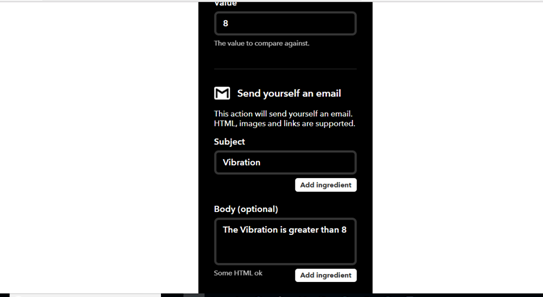 Value
8
The value to compare against.
Send yourself an email
This action will send yourself an email.
HTML, images and links are supported.
Subject
Vibration
Add ingredient
Body (optional)
The Vibration is greater than 8
Some HTML ok
Add ingredient